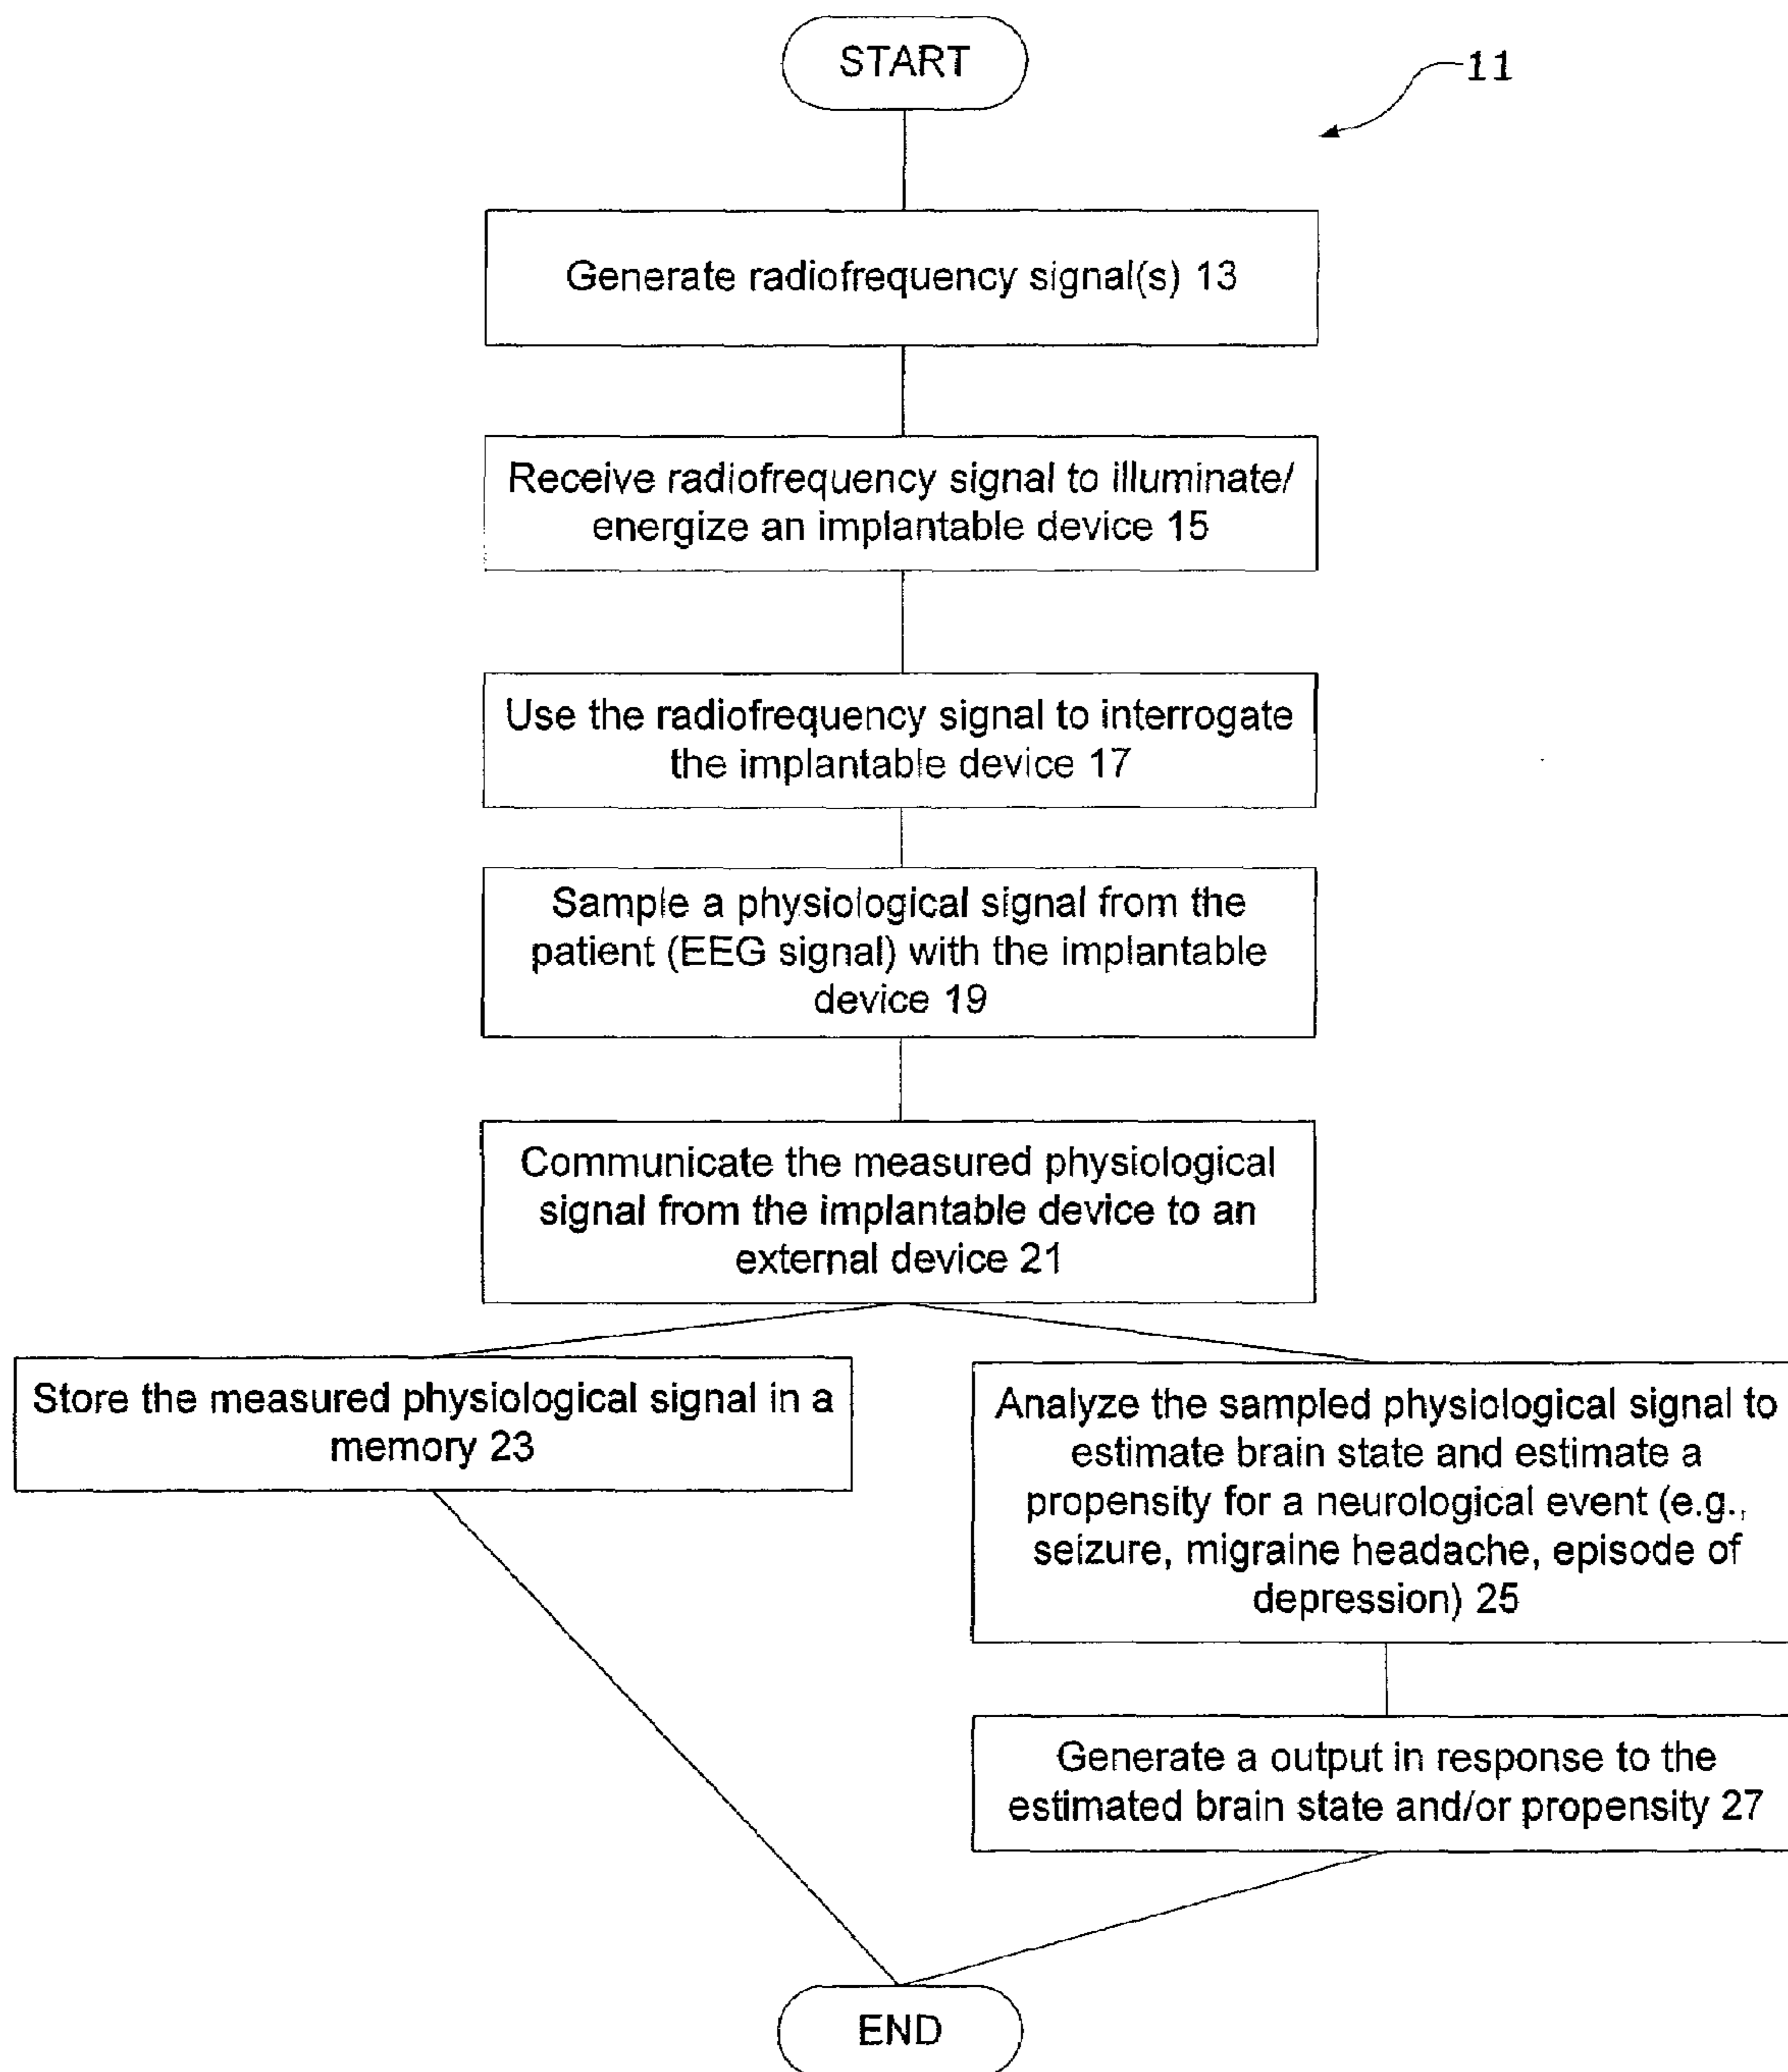 START
11
Generate radiofrequency signal(s) 13
Receive radiofrequency signal to illuminate/
energize an implantable device 15
Use the radiofrequency signal to interrogate
the implantable device 17
Sample a physiological signal from the
patient (EEG signal) with the implantable
device 19
Communicate the measured physiological
signal from the implantable device to an
external device 21
Store the measured physiological signal in a
memory 23
Analyze the sampled physiological signal to
estimate brain state and estimate a
propensity for a neurological event (e.g.,
seizure, migraine headache, episode of
depression) 25
Generate a output in response to the
estimated brain state and/or propensity 27
END